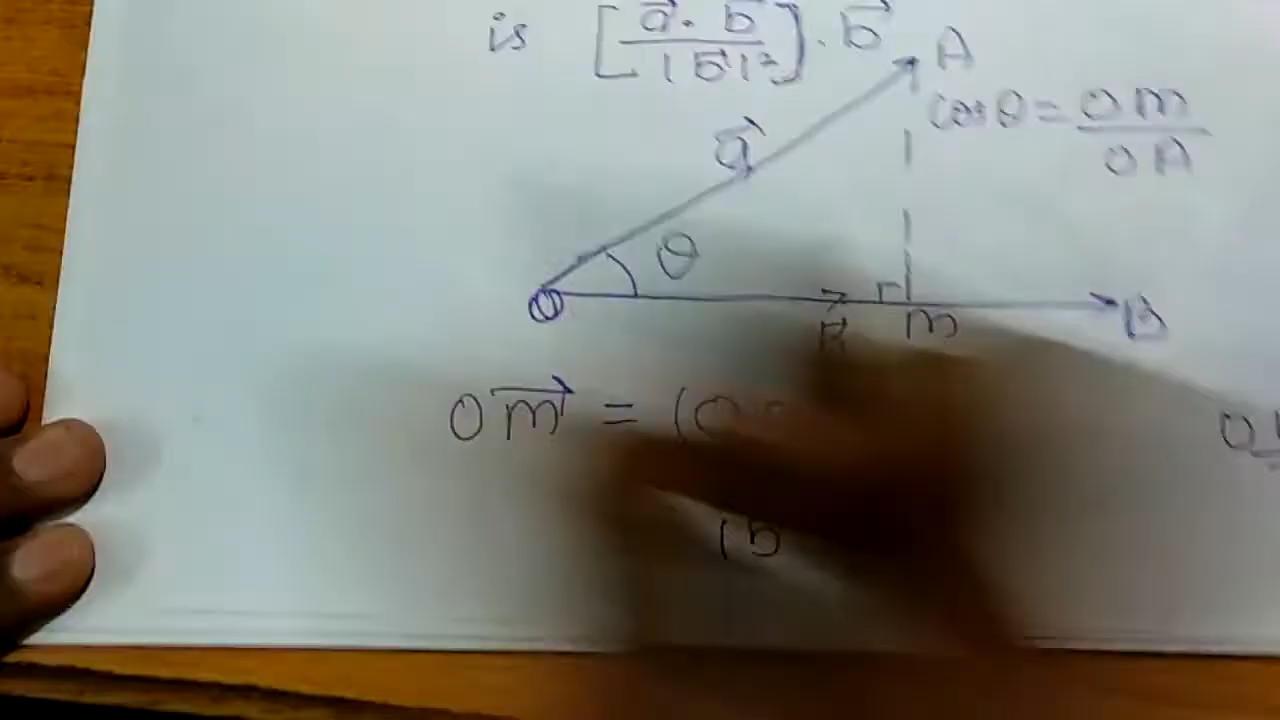 is [a⃗ . b⃗ / |b⃗|²] . b⃗
A
cos θ = OM / OA
a⃗
θ
O
M
B
OM⃗ = (O
|b